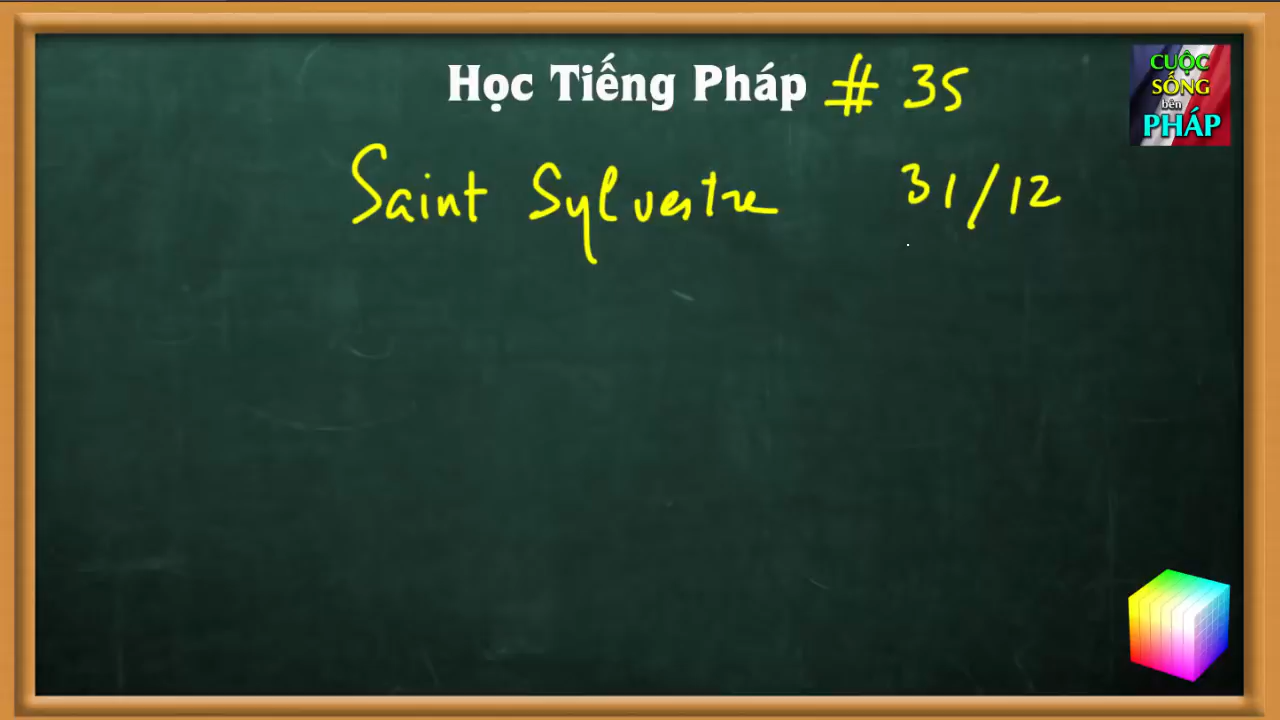 Học Tiếng Pháp # 35
CUỘC
SỐNG
bên
PHÁP
Saint Sylvestre 31/12